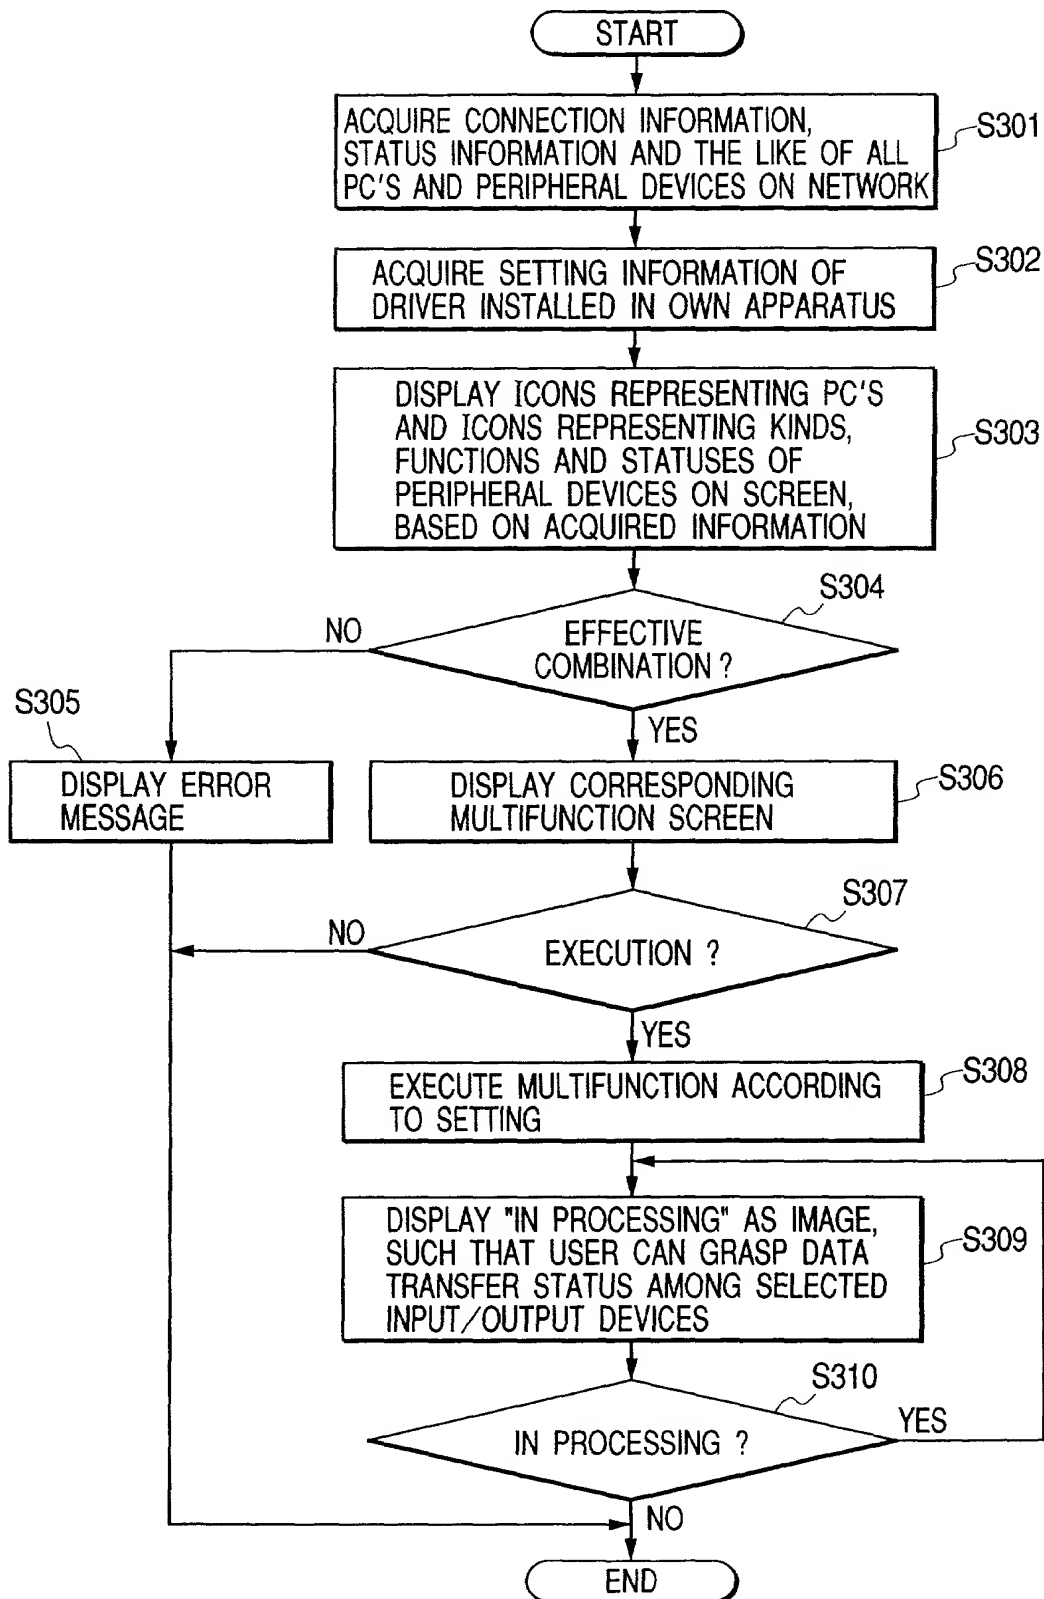 START
ACQUIRE CONNECTION INFORMATION,
STATUS INFORMATION AND THE LIKE OF ALL
PC'S AND PERIPHERAL DEVICES ON NETWORK
S301
ACQUIRE SETTING INFORMATION OF
DRIVER INSTALLED IN OWN APPARATUS
S302
DISPLAY ICONS REPRESENTING PC'S
AND ICONS REPRESENTING KINDS,
FUNCTIONS AND STATUSES OF
PERIPHERAL DEVICES ON SCREEN,
BASED ON ACQUIRED INFORMATION
S303
S304
NO
EFFECTIVE
COMBINATION ?
YES
S305
DISPLAY ERROR
MESSAGE
DISPLAY CORRESPONDING
MULTIFUNCTION SCREEN
S306
S307
NO
EXECUTION ?
YES
EXECUTE MULTIFUNCTION ACCORDING
TO SETTING
S308
DISPLAY "IN PROCESSING" AS IMAGE,
SUCH THAT USER CAN GRASP DATA
TRANSFER STATUS AMONG SELECTED
INPUT/OUTPUT DEVICES
S309
S310
IN PROCESSING ?
YES
NO
END